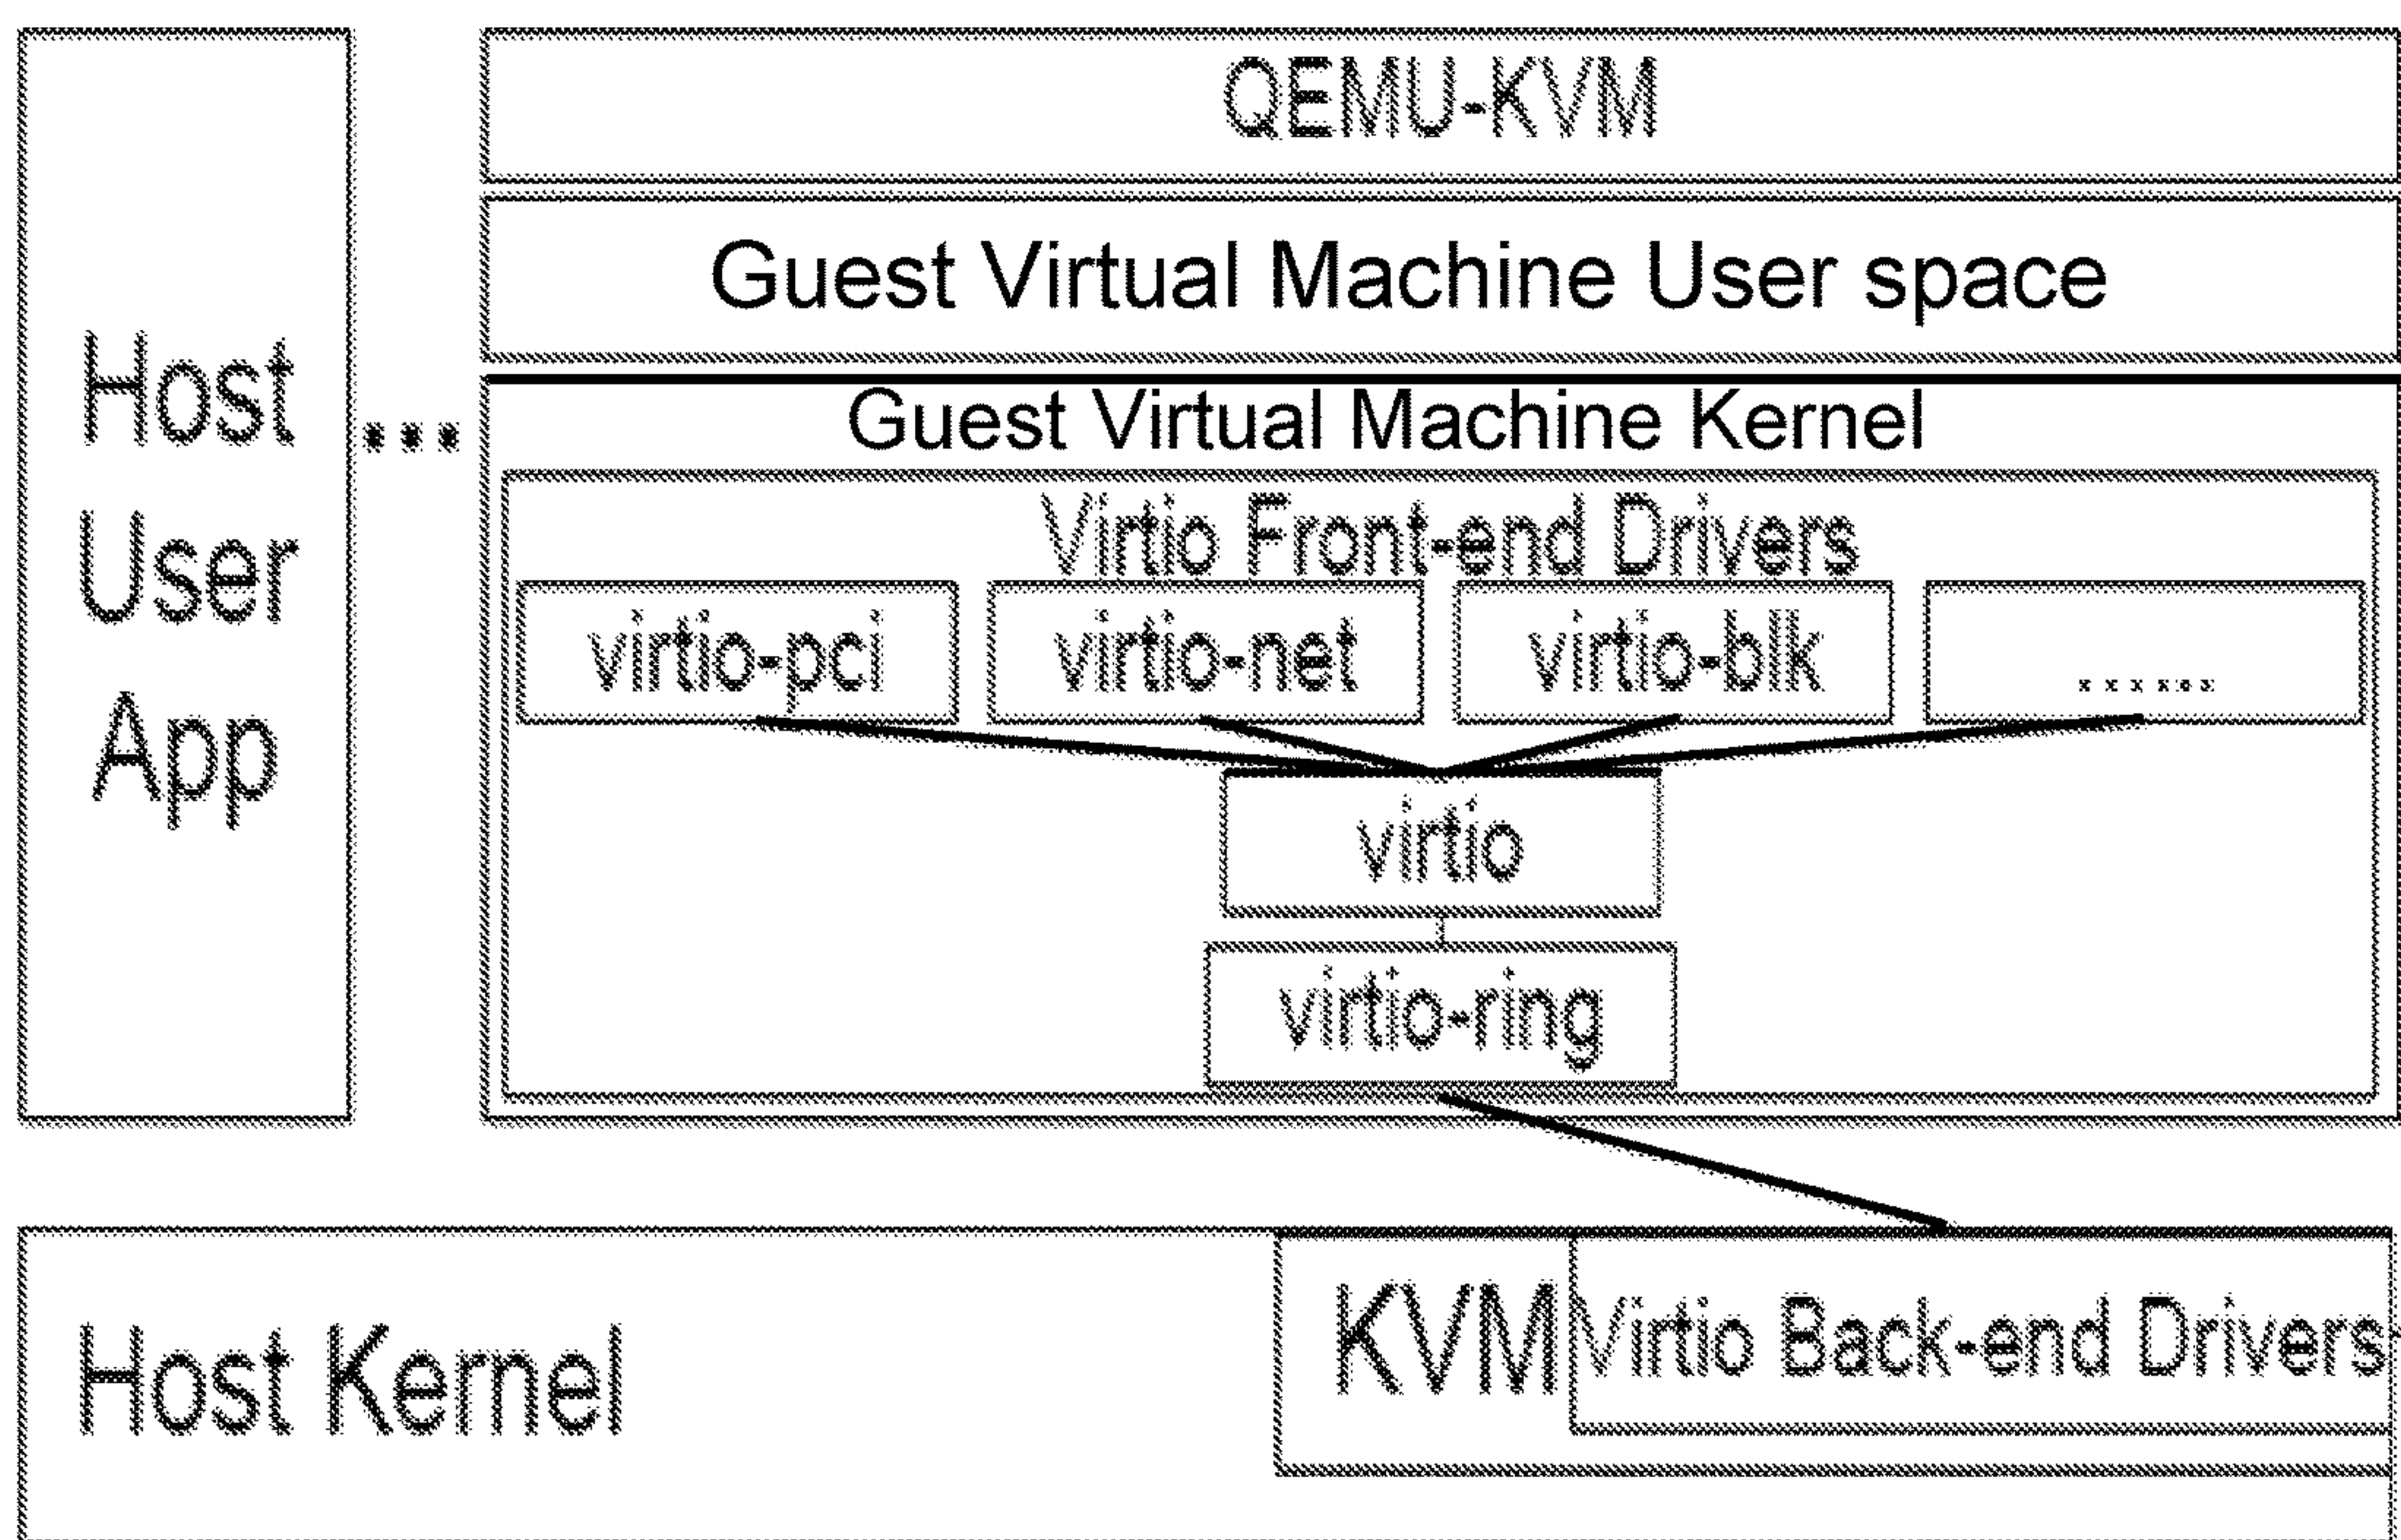 QEMU-KVM
Guest Virtual Machine User space
Host
User
App
...
Guest Virtual Machine Kernel
Virtio Front-end Drivers
virtio-pci
virtio-net
virtio-blk
......
virtio
virtio-ring
Host Kernel
KVM
Virtio Back-end Drivers